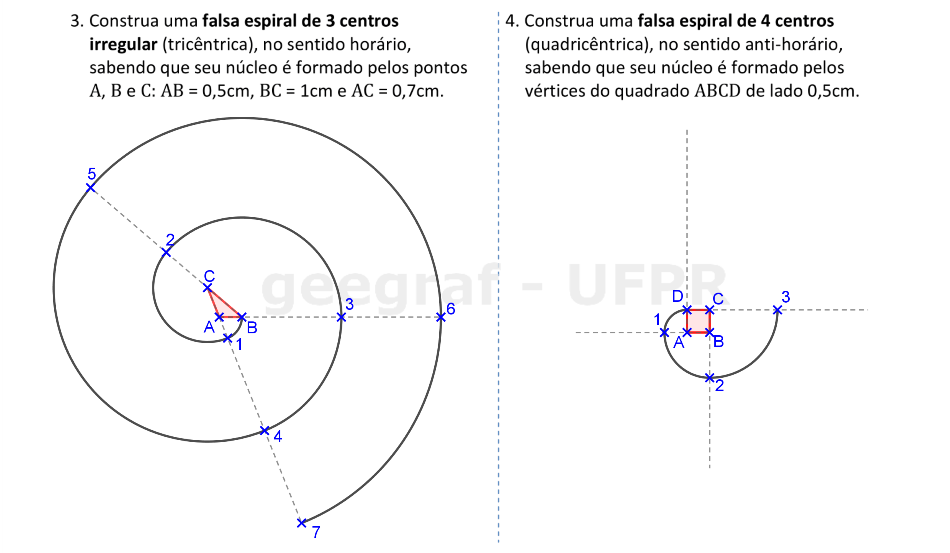 3. Construa uma falsa espiral de 3 centros
irregular (tricêntrica), no sentido horário,
sabendo que seu núcleo é formado pelos pontos
A, B e C: AB = 0,5cm, BC = 1cm e AC = 0,7cm.
5
2
C
3
6
A
B
1
4
7
4. Construa uma falsa espiral de 4 centros
(quadricêntrica), no sentido anti-horário,
sabendo que seu núcleo é formado pelos
vértices do quadrado ABCD de lado 0,5cm.
D
C
3
1
A
B
2
geegraf - UFPR